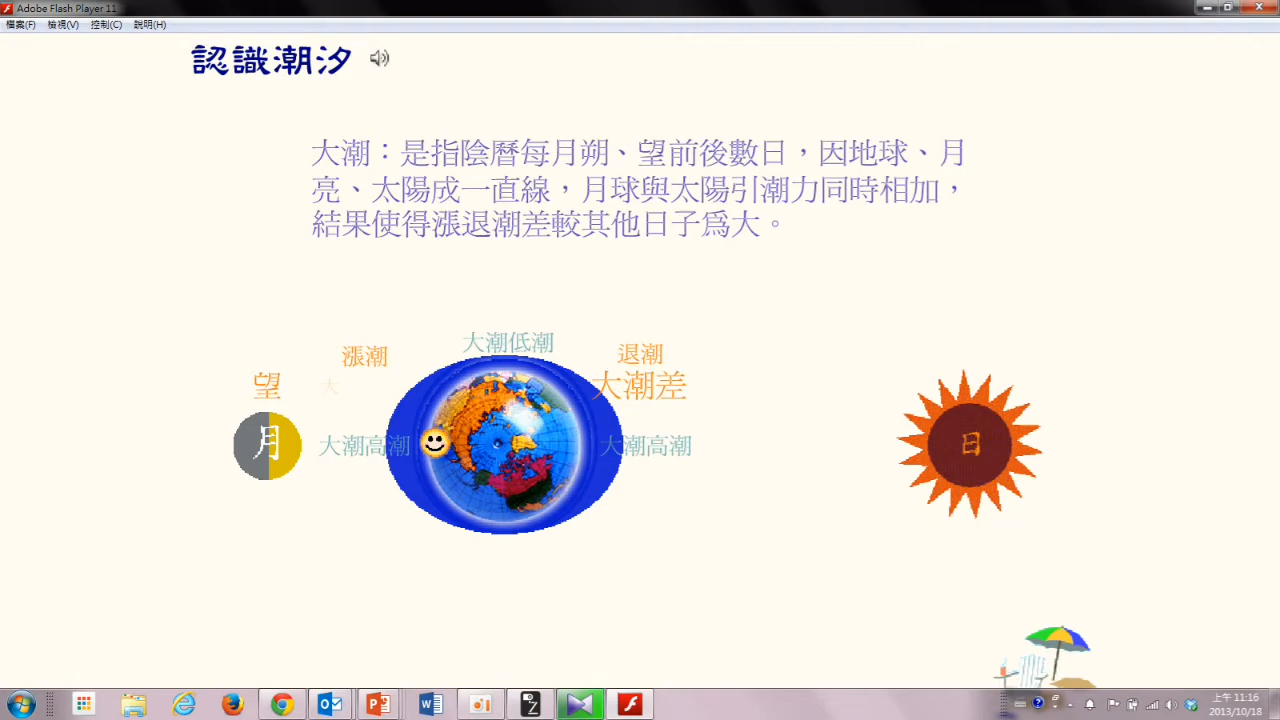 Adobe Flash Player 11
檔案(F) 檢視(V) 控制(C) 說明(H)
認識潮汐
大潮：是指陰曆每月朔、望前後數日，因地球、月
亮、太陽成一直線，月球與太陽引潮力同時相加，
結果使得漲退潮差較其他日子為大。
大潮低潮
漲潮
退潮
望
大
大潮差
月
大潮高潮
大潮高潮
日
上午 11:16
2013/10/18